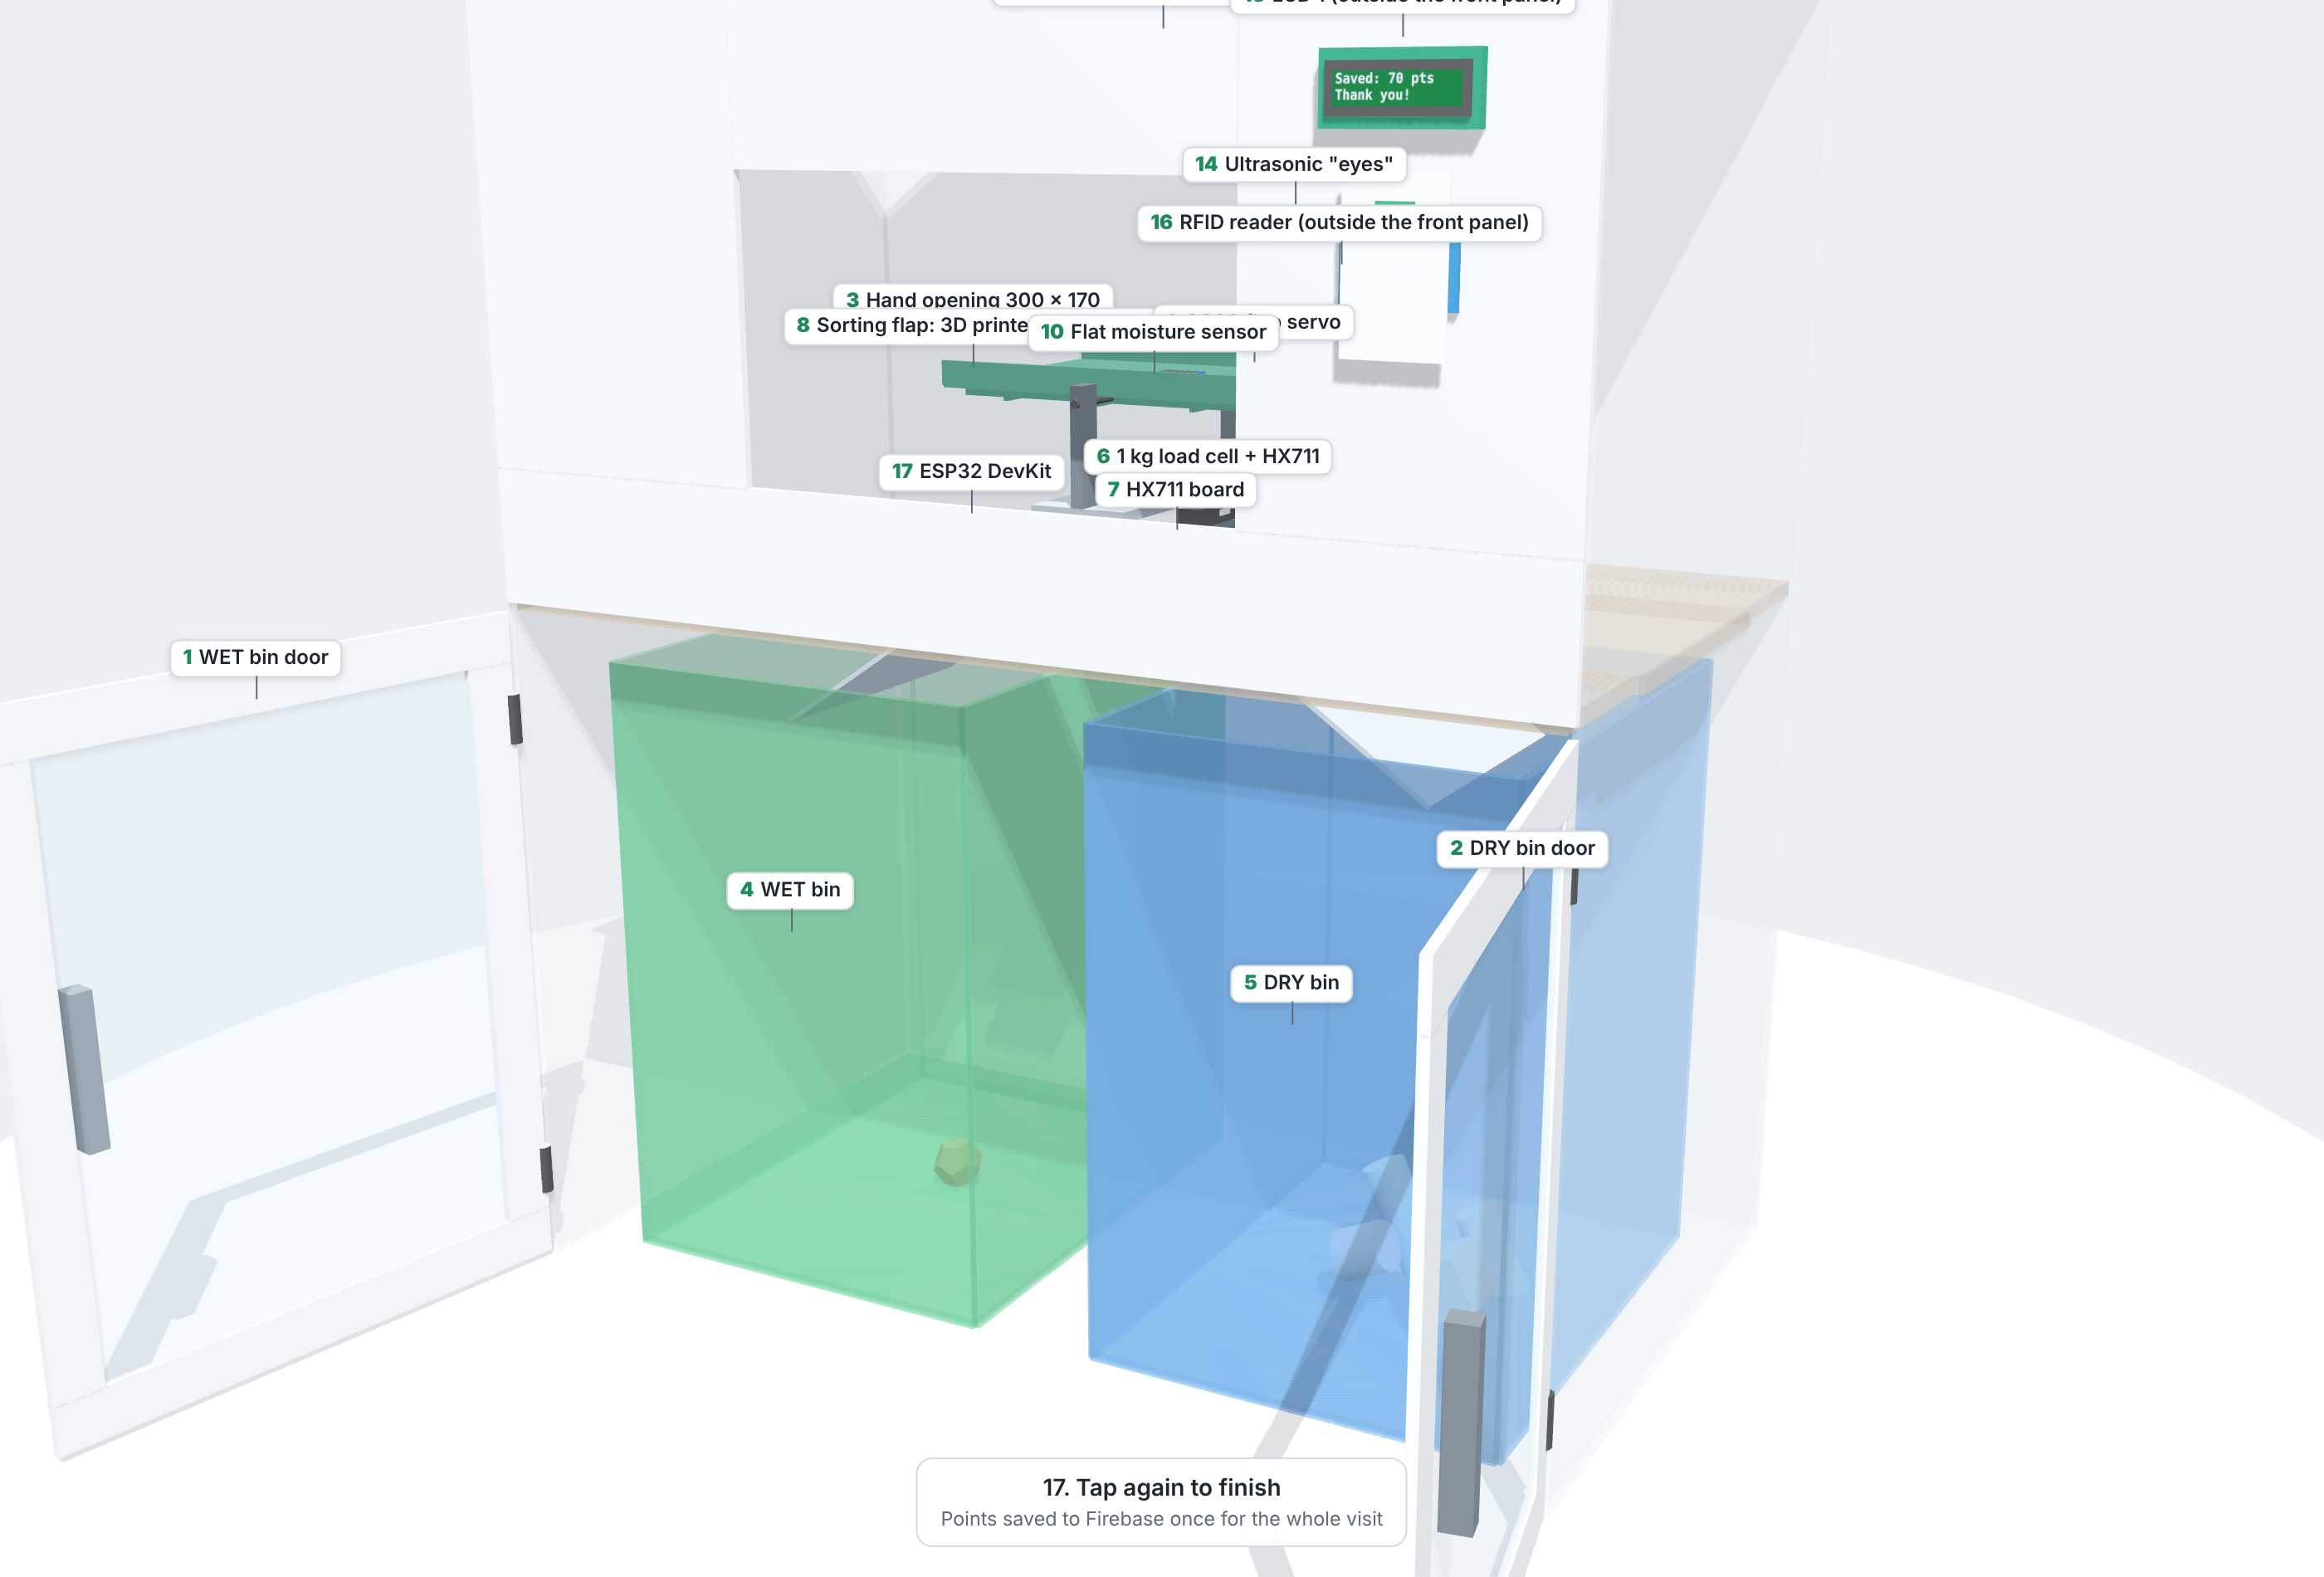 Saved: 70 pts
Thank you!
14 Ultrasonic "eyes"
16 RFID reader (outside the front panel)
3 Hand opening 300 × 170
8 Sorting flap: 3D printe
servo
10 Flat moisture sensor
6 1 kg load cell + HX711
17 ESP32 DevKit
7 HX711 board
1 WET bin door
2 DRY bin door
4 WET bin
5 DRY bin
17. Tap again to finish
Points saved to Firebase once for the whole visit